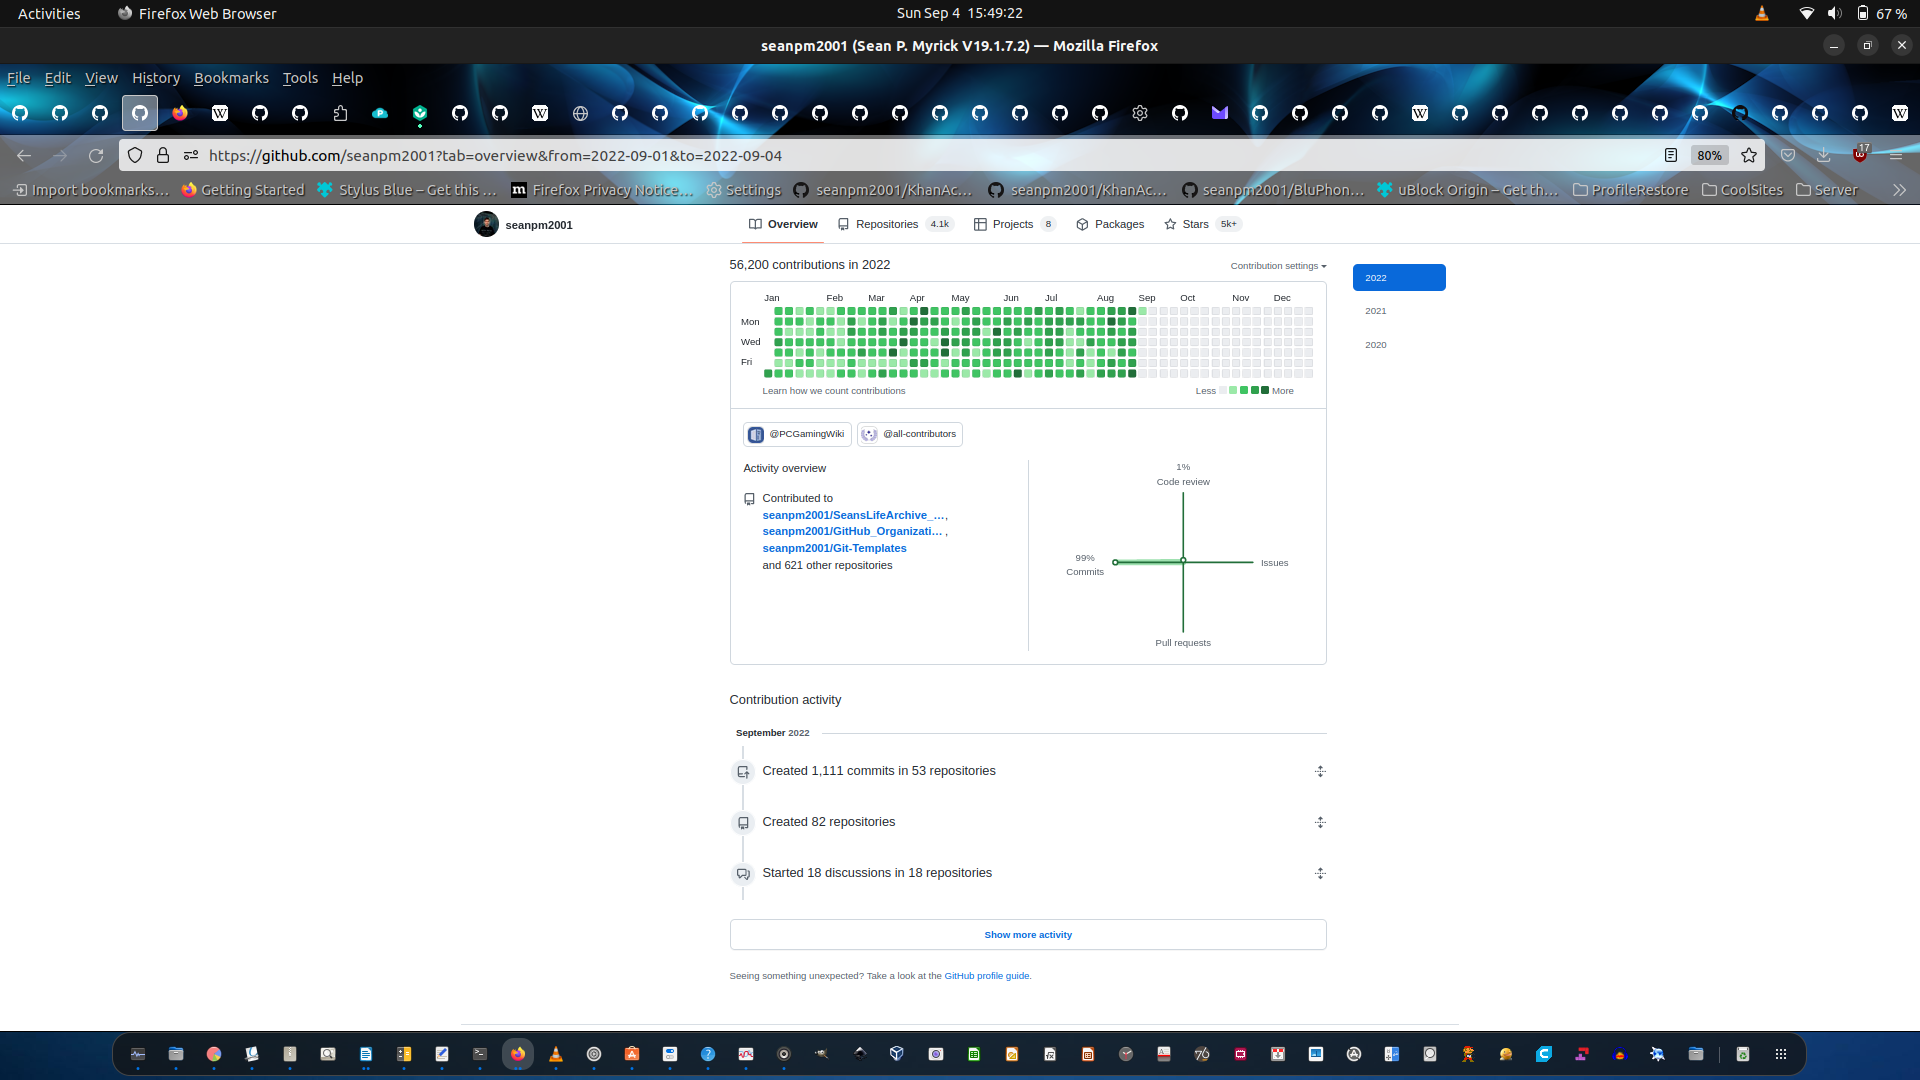 Activities Firefox Web Browser Sun Sep 4 15:49:22 67 %
seanpm2001 (Sean P. Myrick V19.1.7.2) — Mozilla Firefox
File Edit View History Bookmarks Tools Help
https://github.com/seanpm2001?tab=overview&from=2022-09-01&to=2022-09-04 80% 17
Import bookmarks… Getting Started Stylus Blue – Get this … Firefox Privacy Notice… Settings seanpm2001/KhanAc… seanpm2001/KhanAc… seanpm2001/BluPhon… uBlock Origin – Get th… ProfileRestore CoolSites Server
seanpm2001 Overview Repositories 4.1k Projects 8 Packages Stars 5k+
56,200 contributions in 2022 Contribution settings
2022
2021
2020
Jan Feb Mar Apr May Jun Jul Aug Sep Oct Nov Dec
Mon
Wed
Fri
Learn how we count contributions Less More
@PCGamingWiki @all-contributors
Activity overview
Contributed to
seanpm2001/SeansLifeArchive_…,
seanpm2001/GitHub_Organizati… ,
seanpm2001/Git-Templates
and 621 other repositories
1%
Code review
99%
Commits
Issues
Pull requests
Contribution activity
September 2022
Created 1,111 commits in 53 repositories
Created 82 repositories
Started 18 discussions in 18 repositories
Show more activity
Seeing something unexpected? Take a look at the GitHub profile guide.